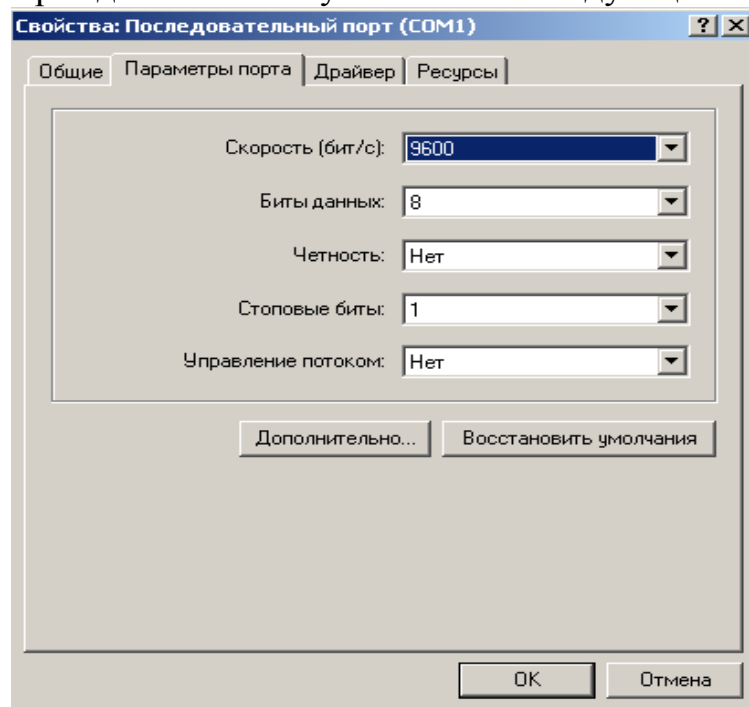 Свойства: Последовательный порт (COM1)
Общие Параметры порта Драйвер Ресурсы
Скорость (бит/с): 9600
Биты данных: 8
Четность: Нет
Стоповые биты: 1
Управление потоком: Нет
Дополнительно... Восстановить умолчания
OK Отмена